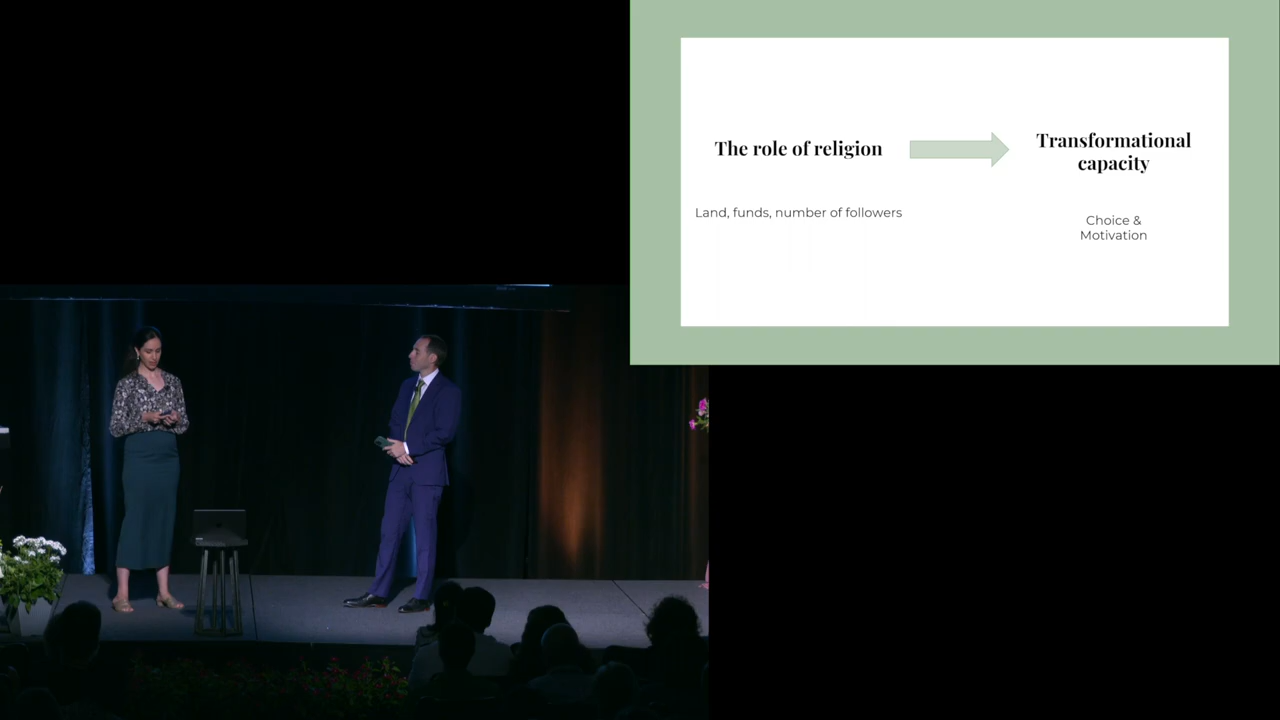 The role of religion
Transformational
capacity
Land, funds, number of followers
Choice &
Motivation